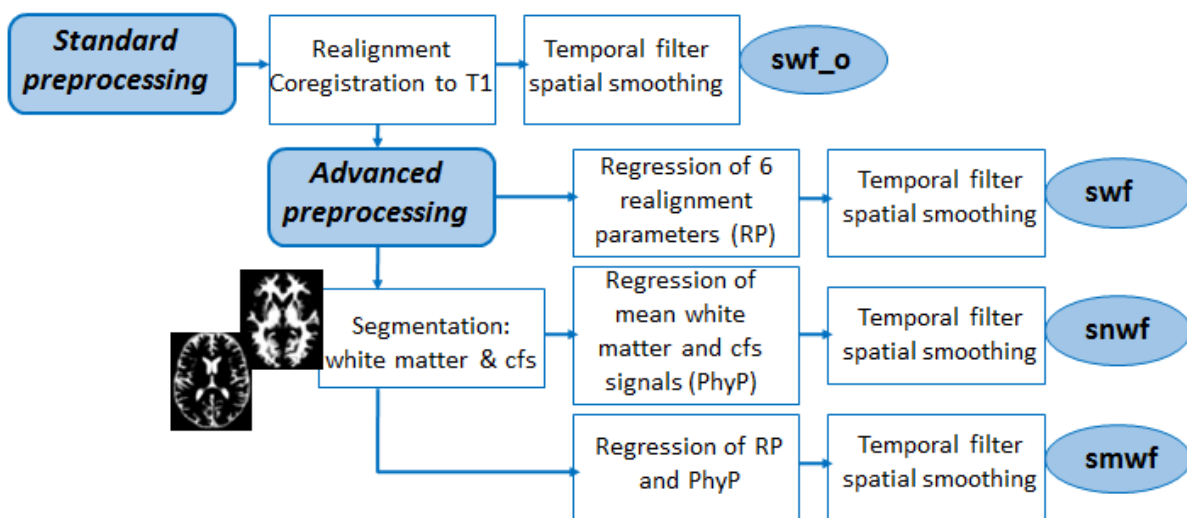 Standard
preprocessing
Realignment
Coregistration to T1
Temporal filter
spatial smoothing
swf_o
Advanced
preprocessing
Regression of 6
realignment
parameters (RP)
Temporal filter
spatial smoothing
swf
Segmentation:
white matter & cfs
Regression of
mean white
matter and cfs
signals (PhyP)
Temporal filter
spatial smoothing
snwf
Regression of RP
and PhyP
Temporal filter
spatial smoothing
smwf